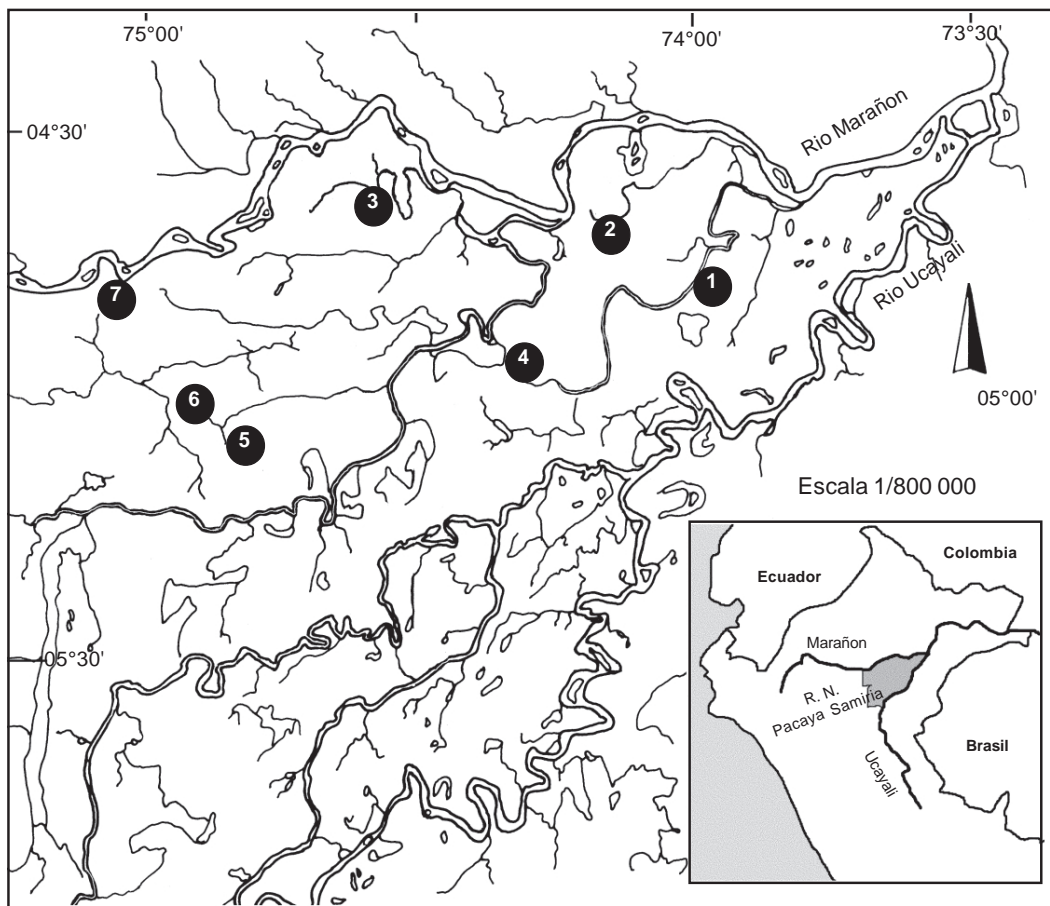 75°00'
74°00'
73°30'
04°30'
Rio Marañon
3
2
Rio Ucayali
1
7
4
05°00'
6
5
Escala 1/800 000
Colombia
Ecuador
Marañon
05°30'
R. N.
Pacaya Samiria
Brasil
Ucayali